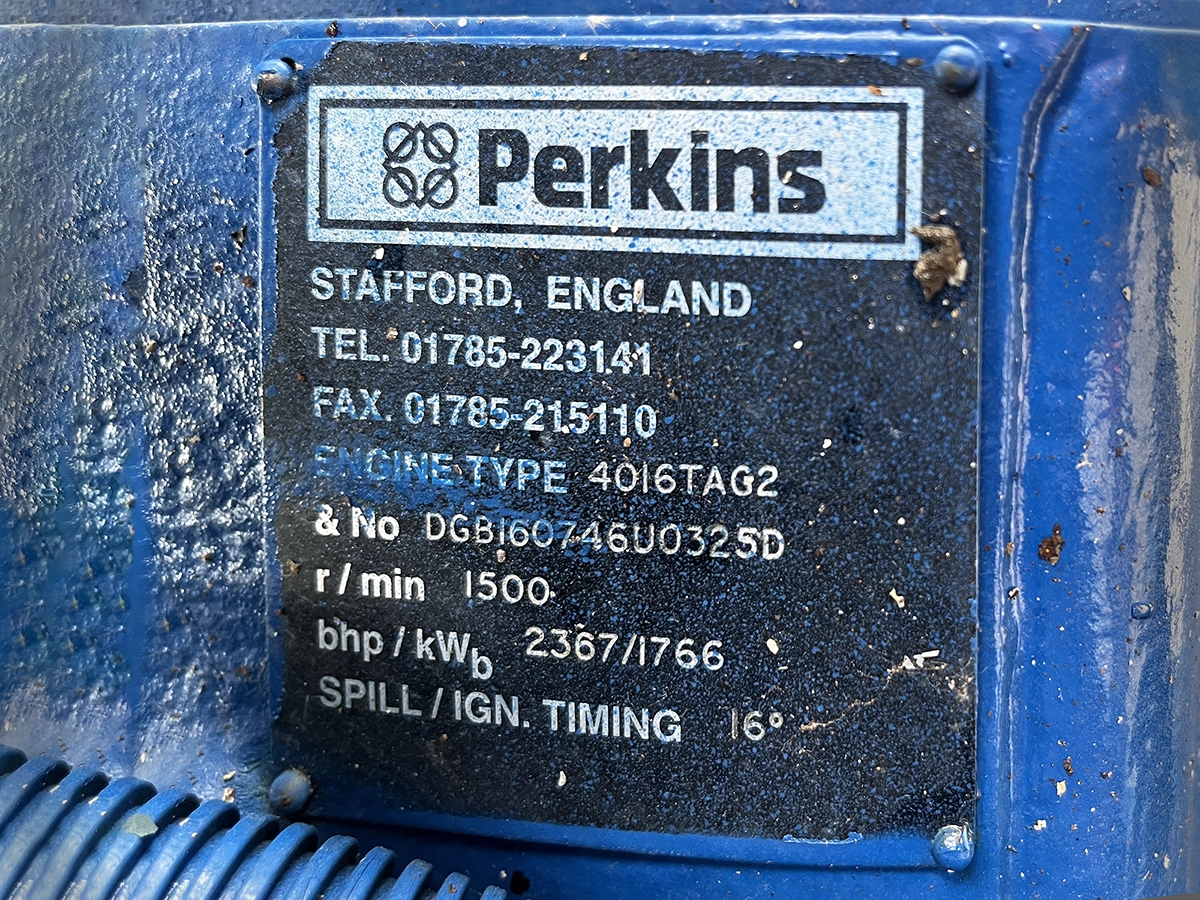 Perkins
STAFFORD, ENGLAND
TEL. 01785-223141
FAX. 01785-215110
ENGINE TYPE 4016TAG2
& No DGBI60746U0325D
r/min 1500
bhp/kWb 2367/1766
SPILL/IGN. TIMING 16°